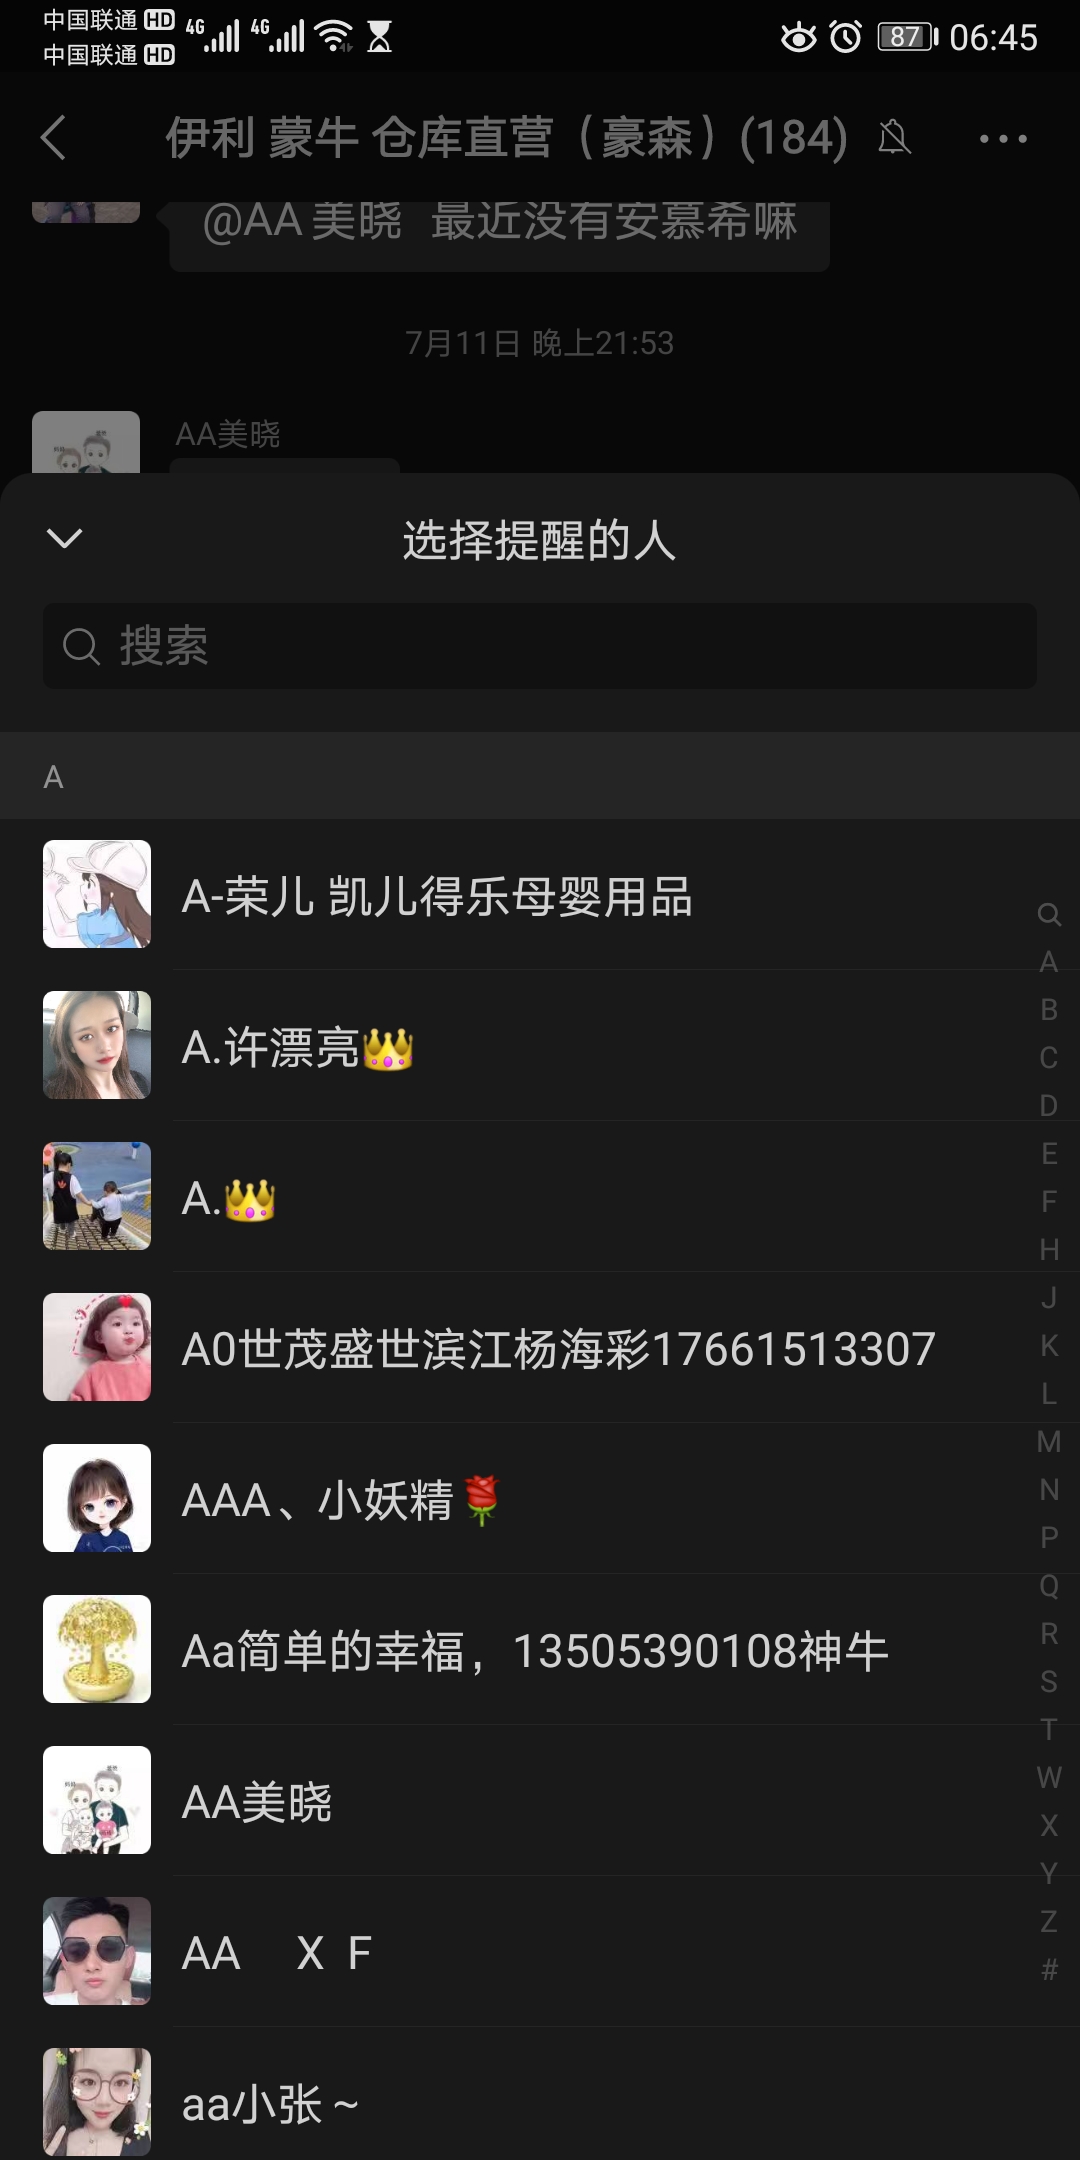 中国联通 HD 4G 4G 87 06:45
中国联通 HD
伊利 蒙牛 仓库直营（豪森）(184)
@AA 美晓 最近没有安慕希嘛
7月11日 晚上21:53
AA美晓
选择提醒的人
搜索
A
A-荣儿 凯儿得乐母婴用品
A.许漂亮👑
A.👑
A0世茂盛世滨江杨海彩17661513307
AAA、小妖精🌹
Aa简单的幸福，13505390108神牛
AA美晓
AA X F
aa小张 ~
A
B
C
D
E
F
H
J
K
L
M
N
P
Q
R
S
T
W
X
Y
Z
#